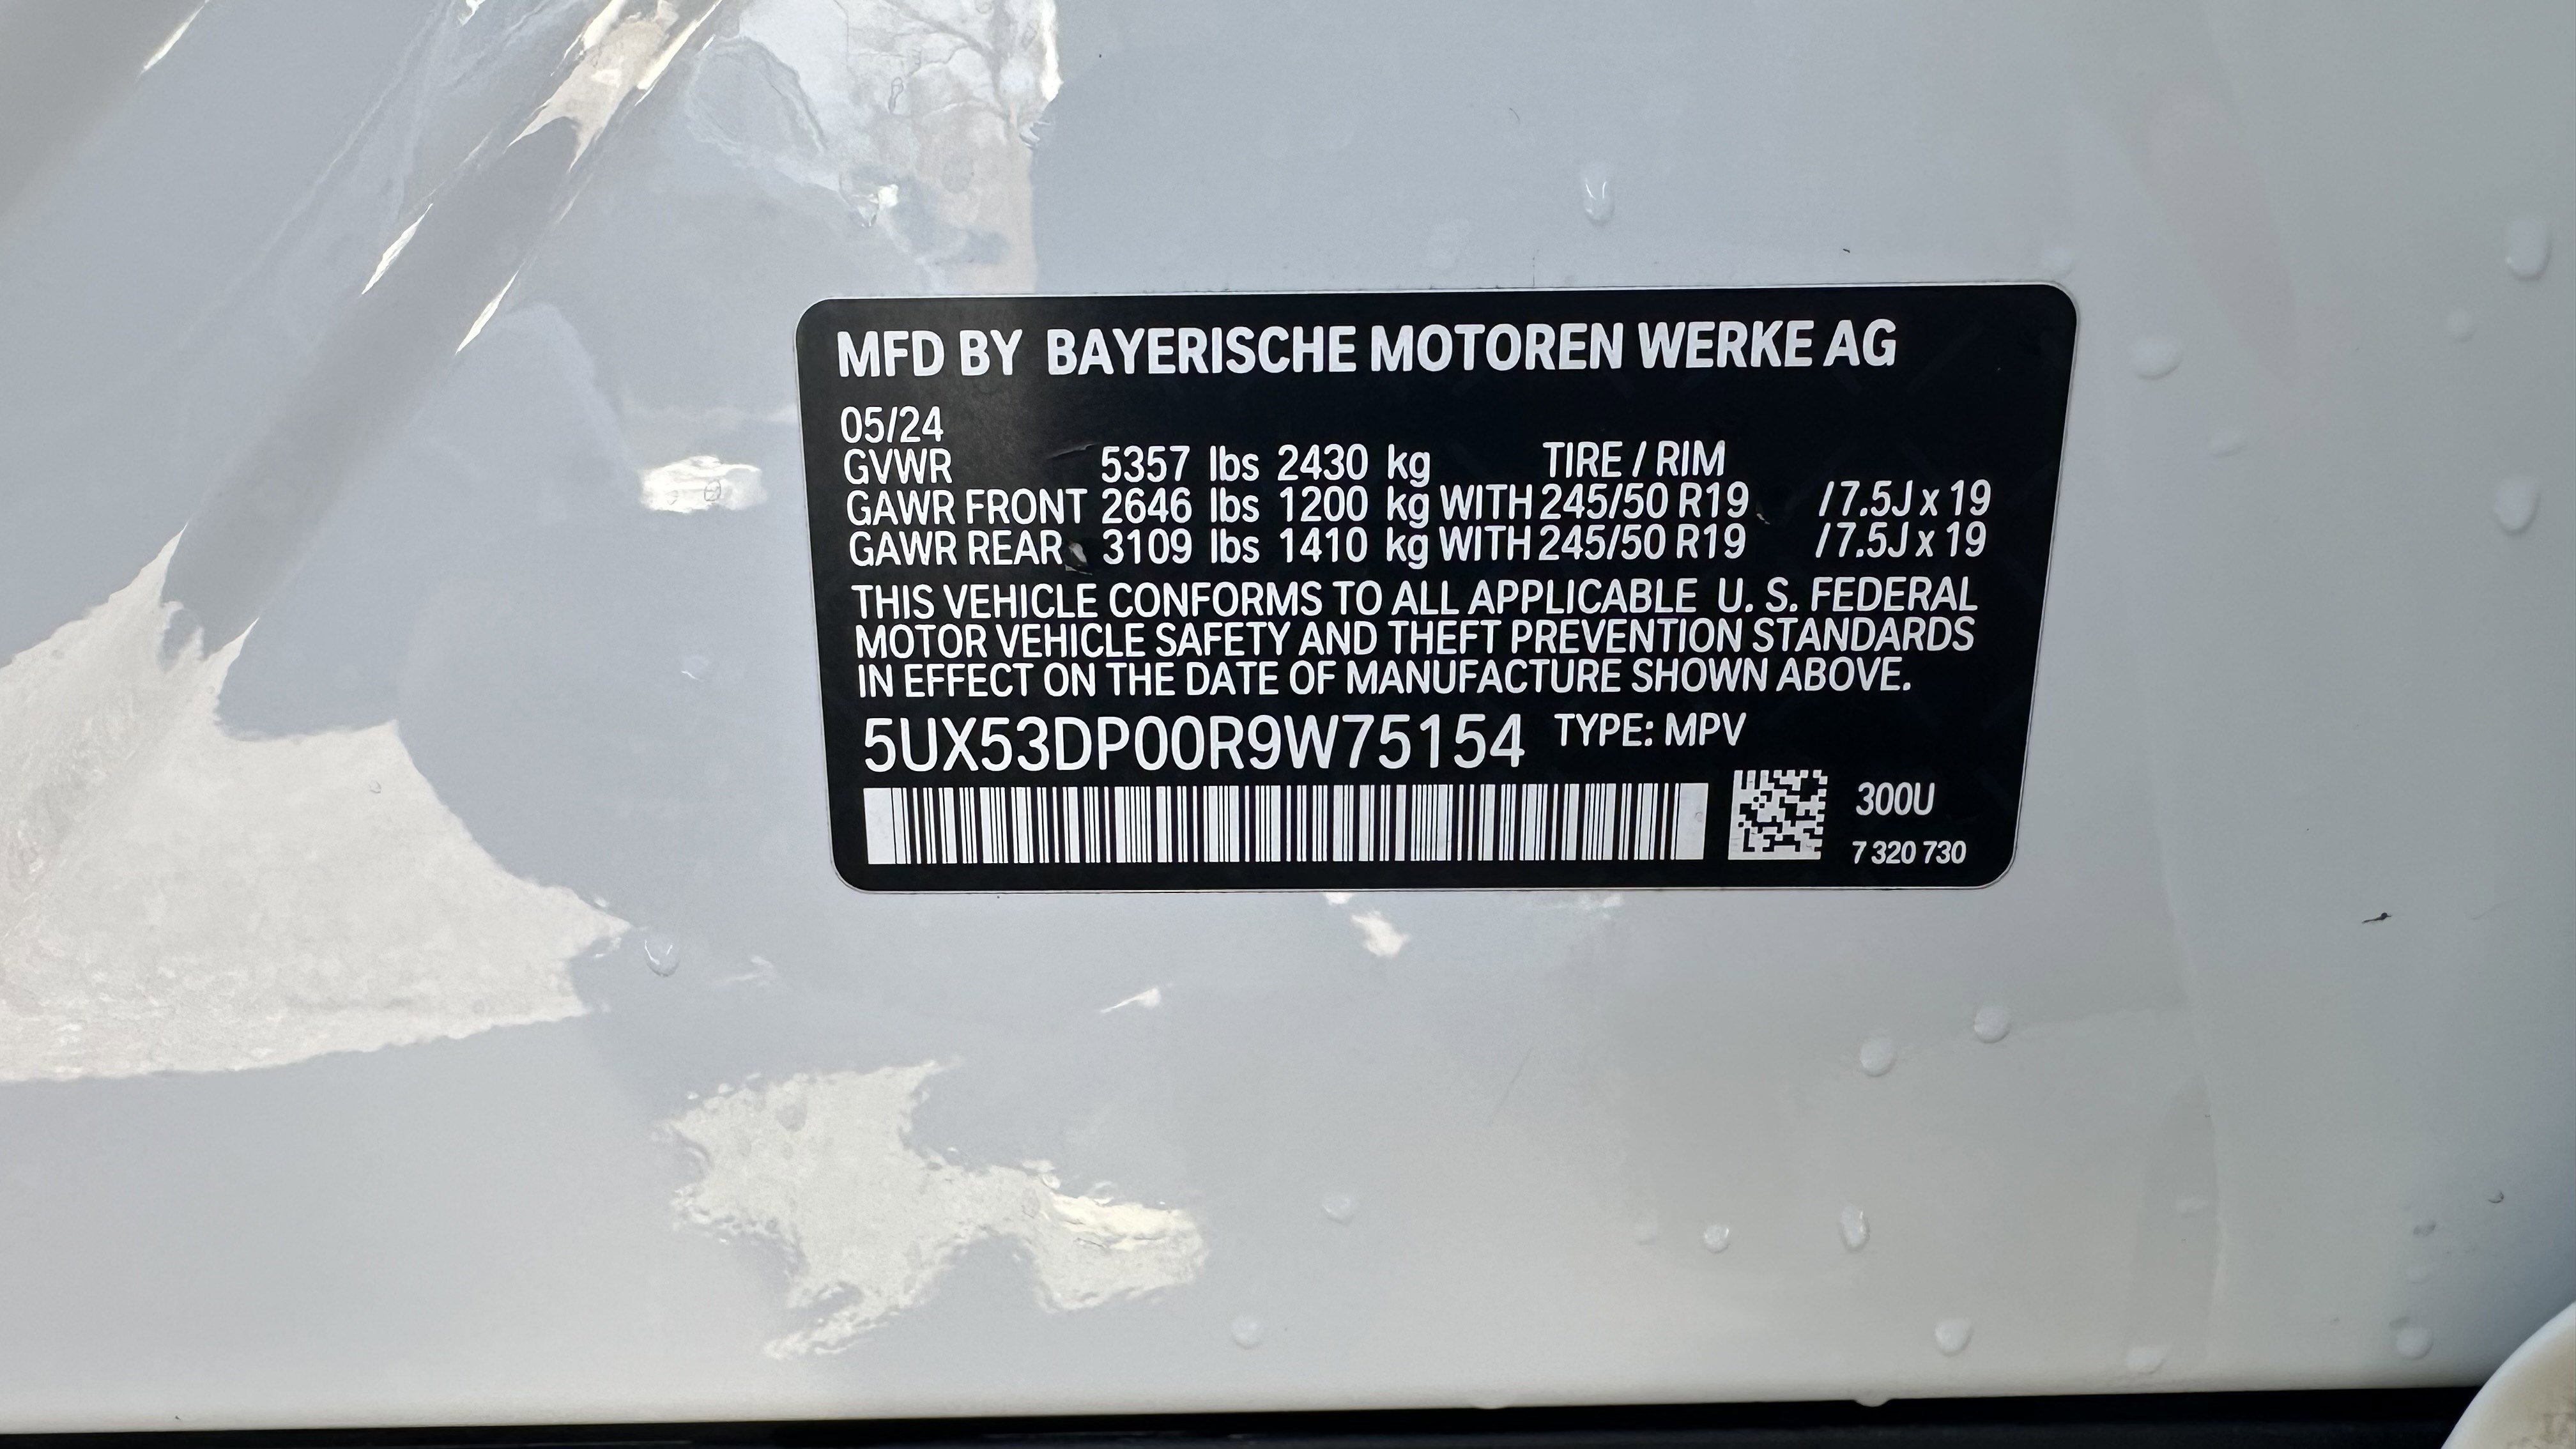 MFD BY BAYERISCHE MOTOREN WERKE AG
05/24
GVWR 5357 lbs 2430 kg TIRE / RIM
GAWR FRONT 2646 lbs 1200 kg WITH 245/50 R19 / 7.5J x 19
GAWR REAR 3109 lbs 1410 kg WITH 245/50 R19 / 7.5J x 19
THIS VEHICLE CONFORMS TO ALL APPLICABLE U. S. FEDERAL
MOTOR VEHICLE SAFETY AND THEFT PREVENTION STANDARDS
IN EFFECT ON THE DATE OF MANUFACTURE SHOWN ABOVE.
5UX53DP00R9W75154 TYPE: MPV
300U
7 320 730